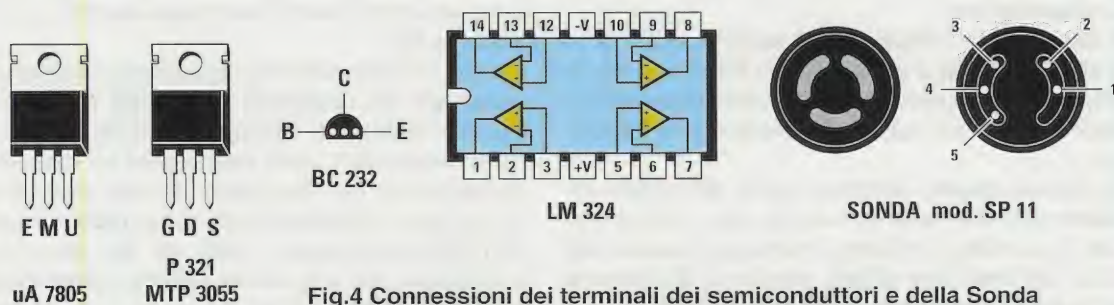 E M U
uA 7805
G D S
P 321
MTP 3055
C
B E
BC 232
14 13 12 -V 10 9 8
- -
+ +
1 2 3 +V 5 6 7
LM 324
3 2
4 1
5
SONDA mod. SP 11
Fig.4 Connessioni dei terminali dei semiconduttori e della Sonda